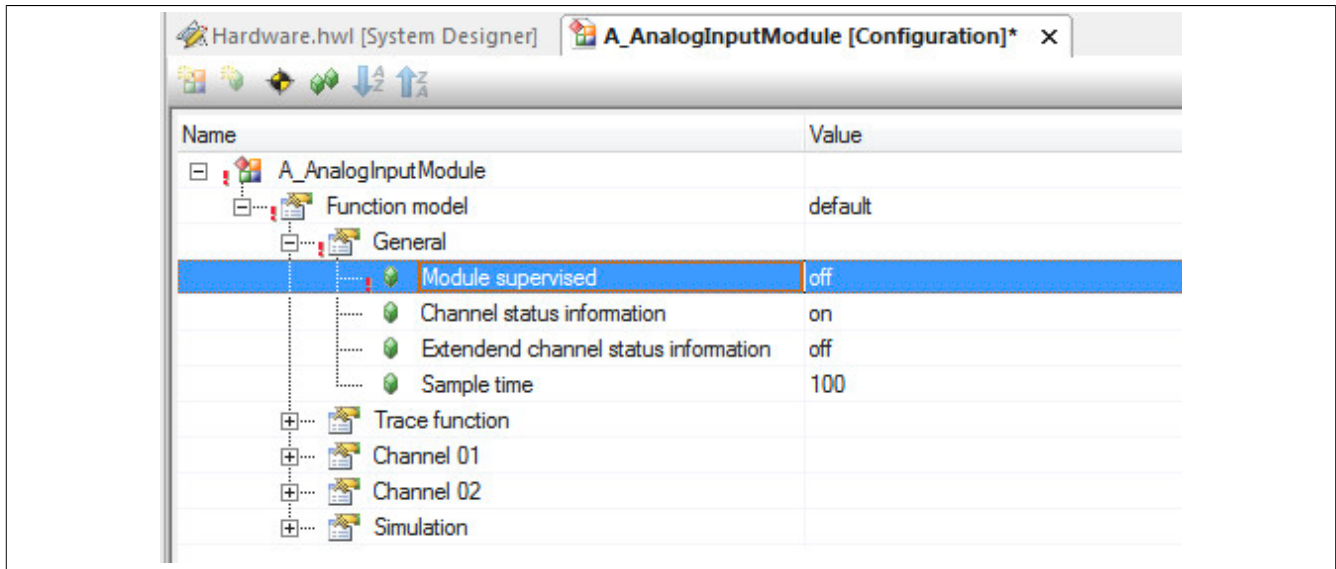 Hardware.hwl [System Designer] A_AnalogInputModule [Configuration]* x
Name Value
A_AnalogInputModule
Function model default
General
Module supervised off
Channel status information on
Extendend channel status information off
Sample time 100
Trace function
Channel 01
Channel 02
Simulation